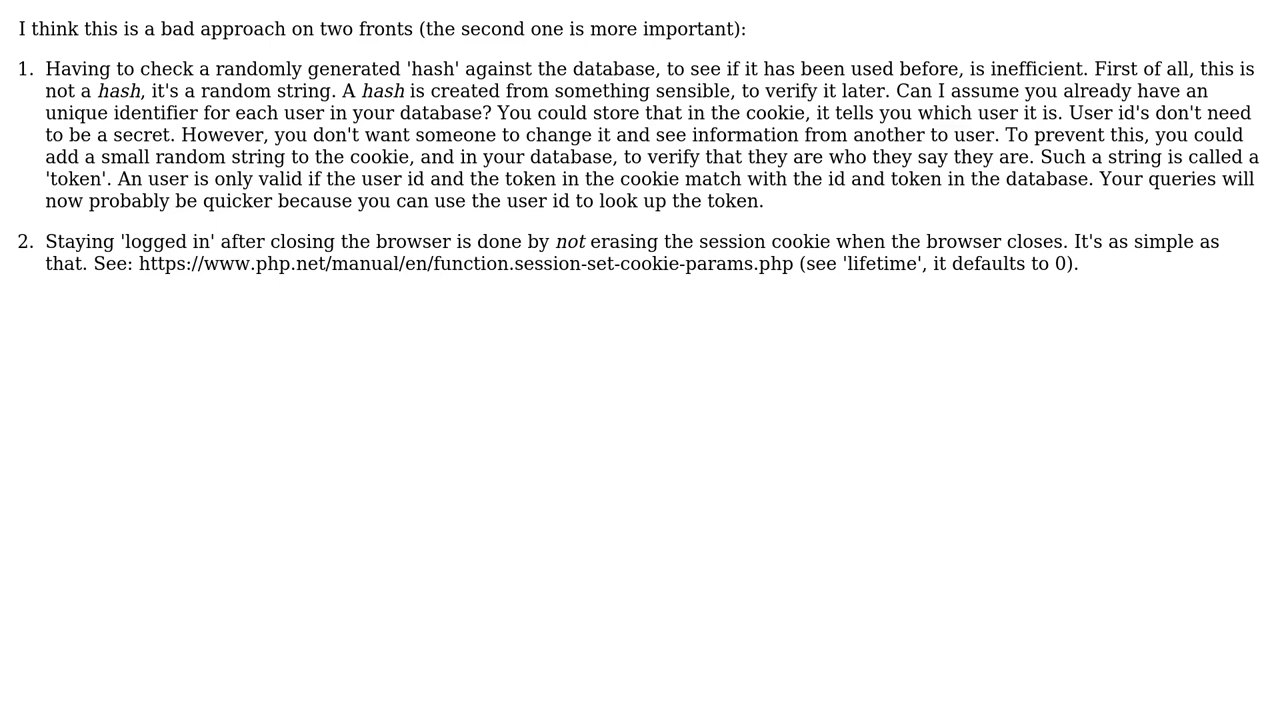 I think this is a bad approach on two fronts (the second one is more important):
1. Having to check a randomly generated 'hash' against the database, to see if it has been used before, is inefficient. First of all, this is
not a hash, it's a random string. A hash is created from something sensible, to verify it later. Can I assume you already have an
unique identifier for each user in your database? You could store that in the cookie, it tells you which user it is. User id's don't need
to be a secret. However, you don't want someone to change it and see information from another to user. To prevent this, you could
add a small random string to the cookie, and in your database, to verify that they are who they say they are. Such a string is called a
'token'. An user is only valid if the user id and the token in the cookie match with the id and token in the database. Your queries will
now probably be quicker because you can use the user id to look up the token.
2. Staying 'logged in' after closing the browser is done by not erasing the session cookie when the browser closes. It's as simple as
that. See: https://www.php.net/manual/en/function.session-set-cookie-params.php (see 'lifetime', it defaults to 0).